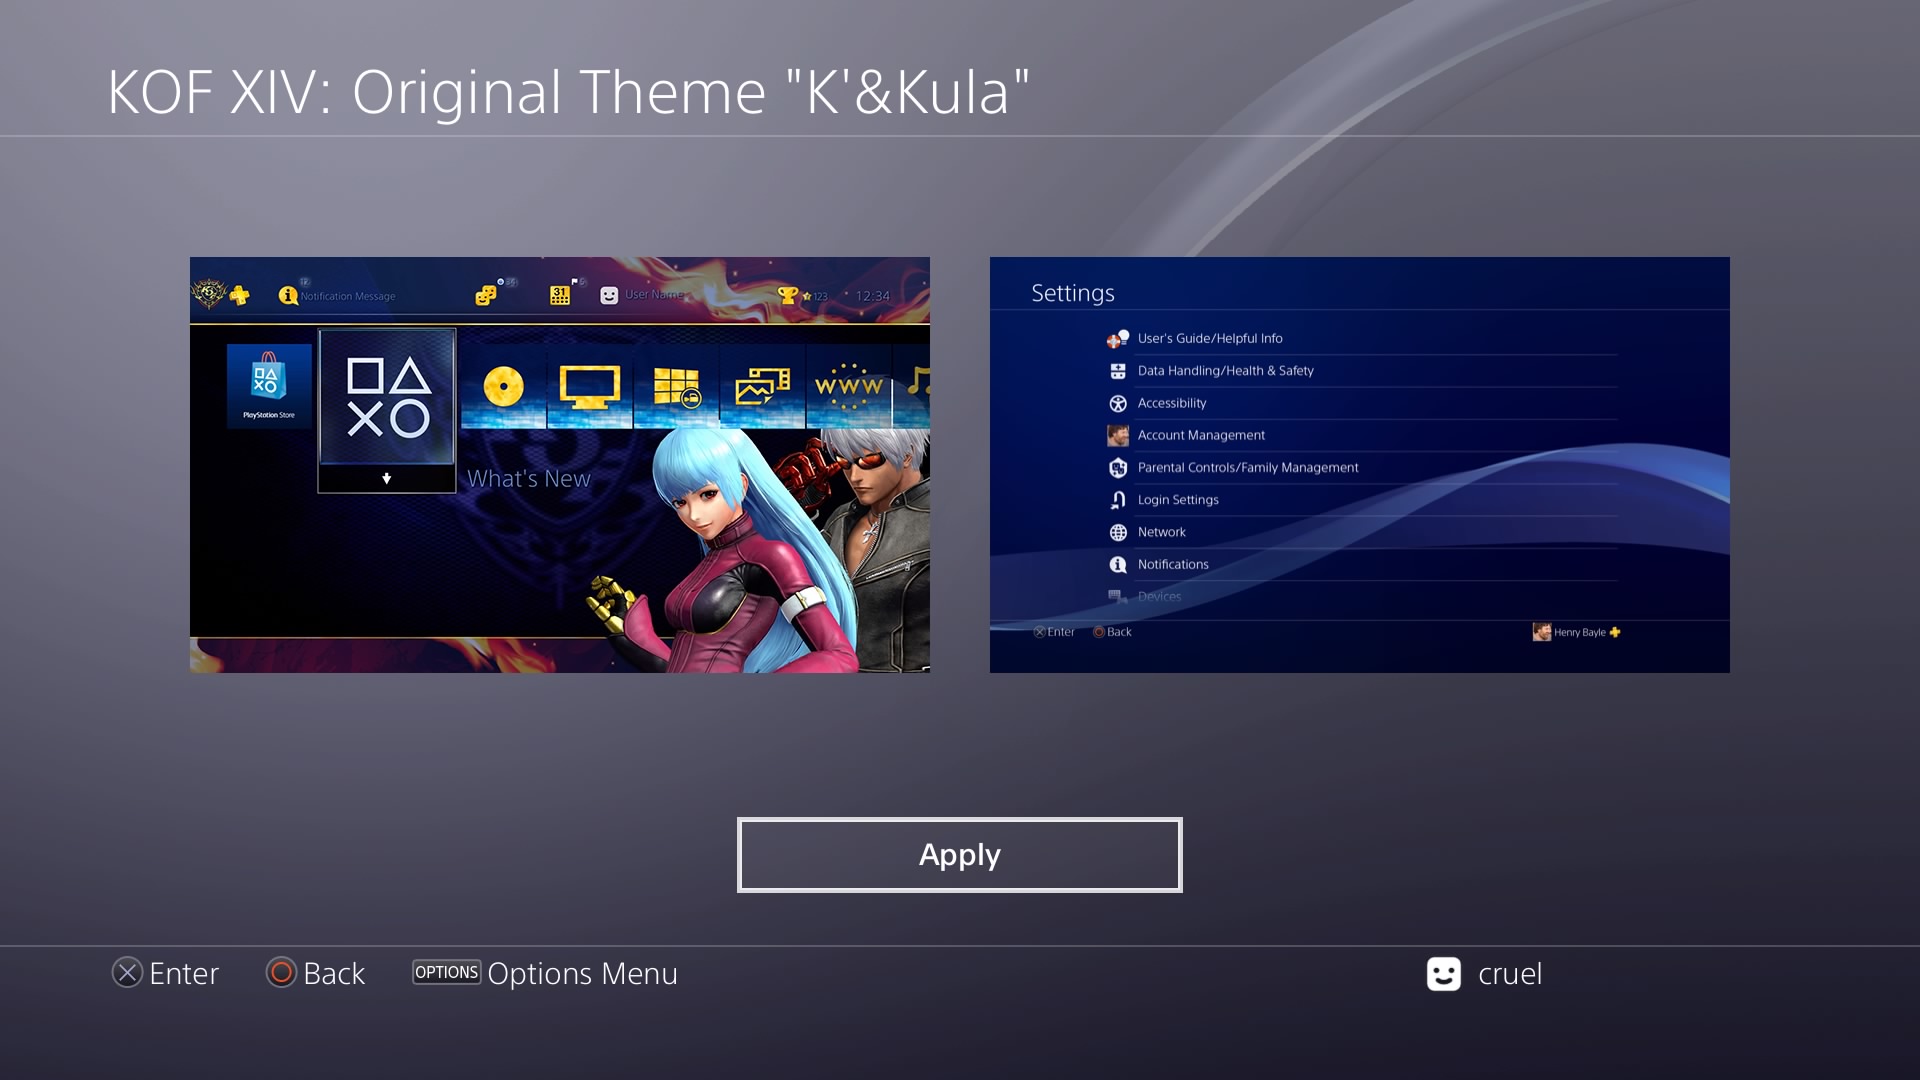 KOF XIV: Original Theme "K'&Kula"
12
Notification Message
User Name
123
12:34
31
PlayStation Store
WWW
What's New
Settings
User's Guide/Helpful Info
Data Handling/Health & Safety
Accessibility
Account Management
Parental Controls/Family Management
Login Settings
Network
Notifications
Devices
Enter
Back
Henry Bayle
Apply
Enter
Back
OPTIONS Options Menu
cruel